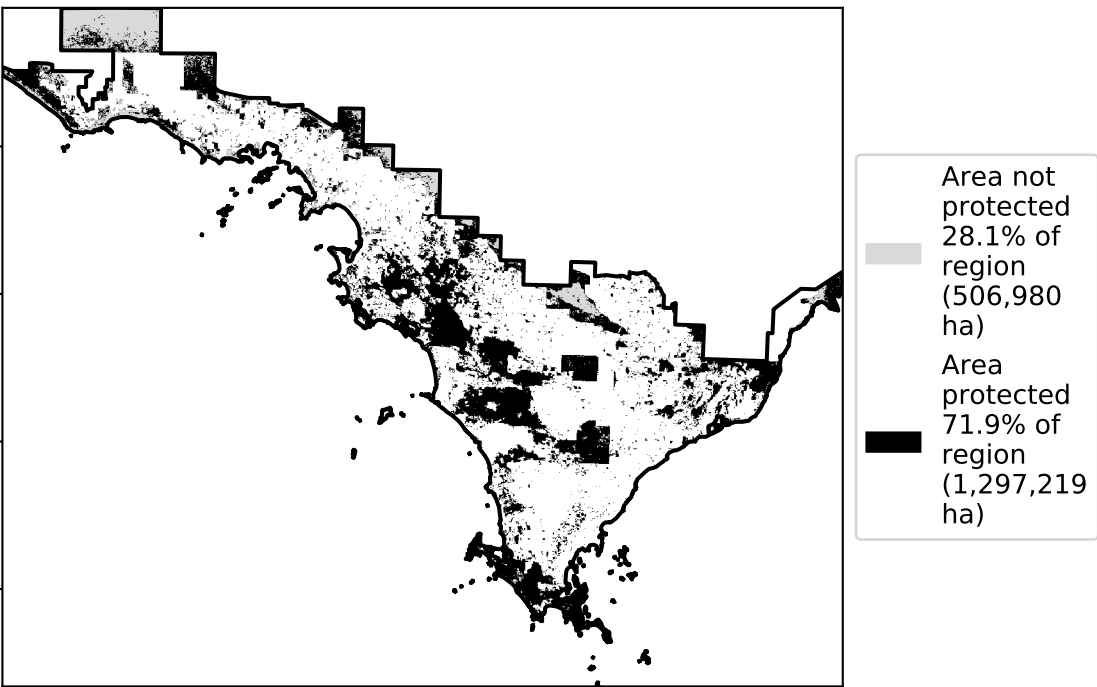 Area not
protected
28.1% of
region
(506,980
ha)
Area
protected
71.9% of
region
(1,297,219
ha)